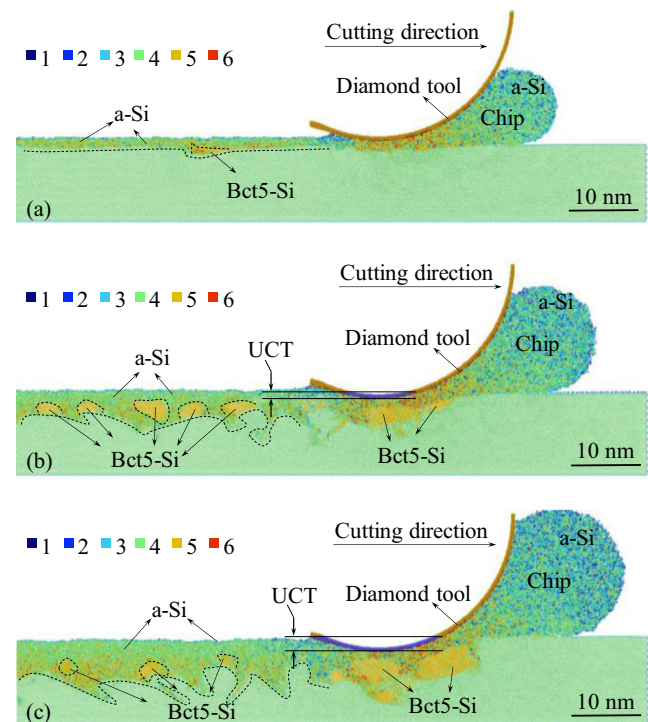 Cutting direction
1 2 3 4 5 6
a-Si
Diamond tool
a-Si
Chip
Bct5-Si
(a)
10 nm
Cutting direction
1 2 3 4 5 6
a-Si
UCT
Diamond tool
a-Si
Chip
Bct5-Si
Bct5-Si
(b)
10 nm
Cutting direction
1 2 3 4 5 6
a-Si
UCT
Diamond tool
a-Si
Chip
Bct5-Si
Bct5-Si
(c)
10 nm